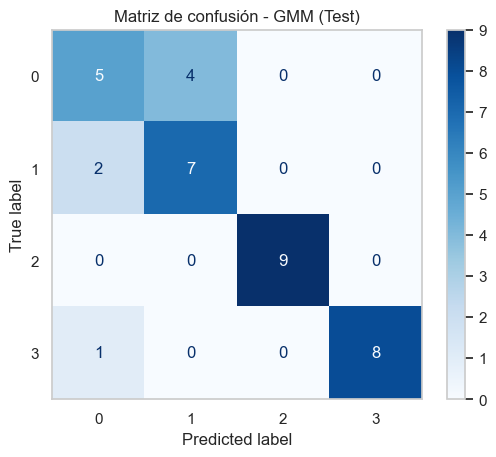 Matriz de confusión - GMM (Test)
True label
0 5 4 0 0
1 2 7 0 0
2 0 0 9 0
3 1 0 0 8
0 1 2 3
Predicted label
9
8
7
6
5
4
3
2
1
0